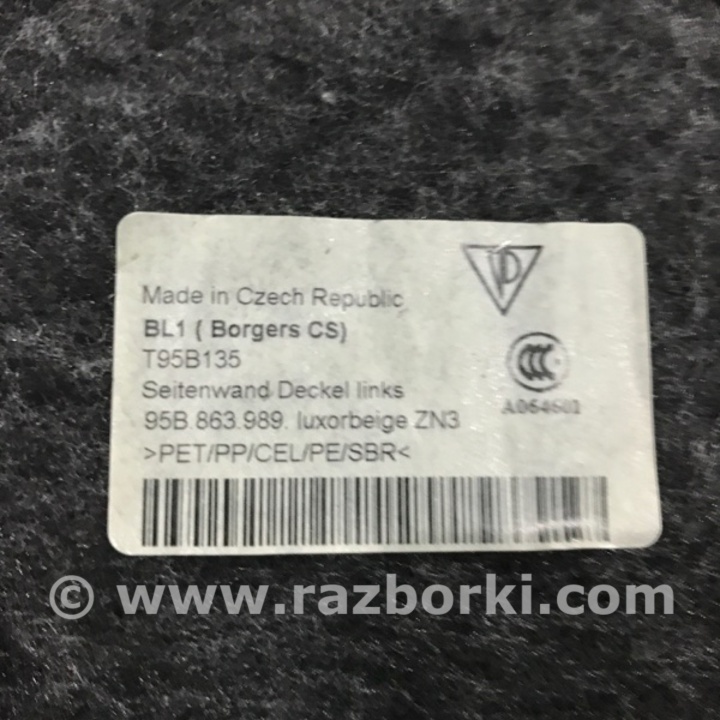 Made in Czech Republic
BL1 ( Borgers CS)
T95B135
Seitenwand Deckel links
95B.863.989. luxorbeige ZN3
>PET/PP/CEL/PE/SBR<
A064601
© www.razborki.com